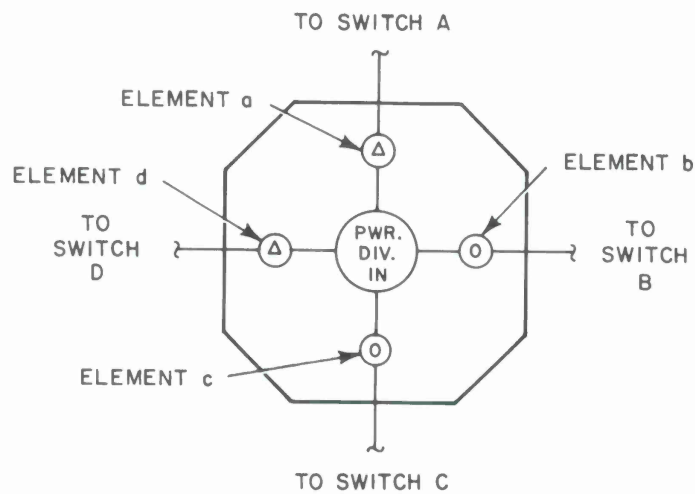 TO SWITCH A
ELEMENT a
Δ
ELEMENT b
ELEMENT d
TO
SWITCH
D
Δ
PWR.
DIV.
IN
O
TO
SWITCH
B
O
ELEMENT c
TO SWITCH C